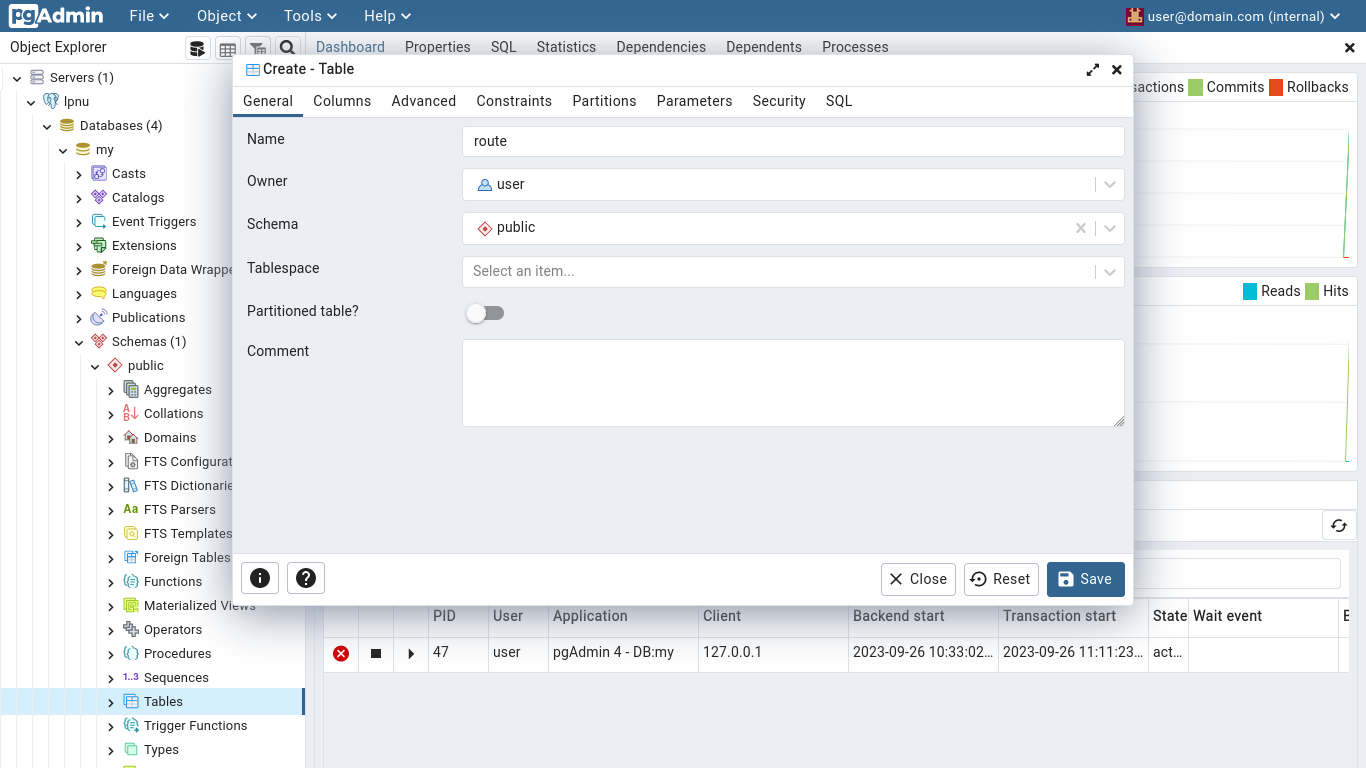 pgAdmin File Object Tools Help user@domain.com (internal)
Object Explorer Dashboard Properties SQL Statistics Dependencies Dependents Processes
Servers (1)
lpnu
Databases (4)
my
Casts
Catalogs
Event Triggers
Extensions
Foreign Data Wrappe
Languages
Publications
Schemas (1)
public
Aggregates
Collations
Domains
FTS Configurat
FTS Dictionarie
FTS Parsers
FTS Templates
Foreign Tables
Functions
Materialized Views
Operators
Procedures
1..3 Sequences
Tables
Trigger Functions
Types
Create - Table
General Columns Advanced Constraints Partitions Parameters Security SQL
Name route
Owner user
Schema public
Tablespace Select an item...
Partitioned table?
Comment
Close Reset Save
sactions Commits Rollbacks
Reads Hits
PID User Application Client Backend start Transaction start State Wait event
47 user pgAdmin 4 - DB:my 127.0.0.1 2023-09-26 10:33:02... 2023-09-26 11:11:23... act...